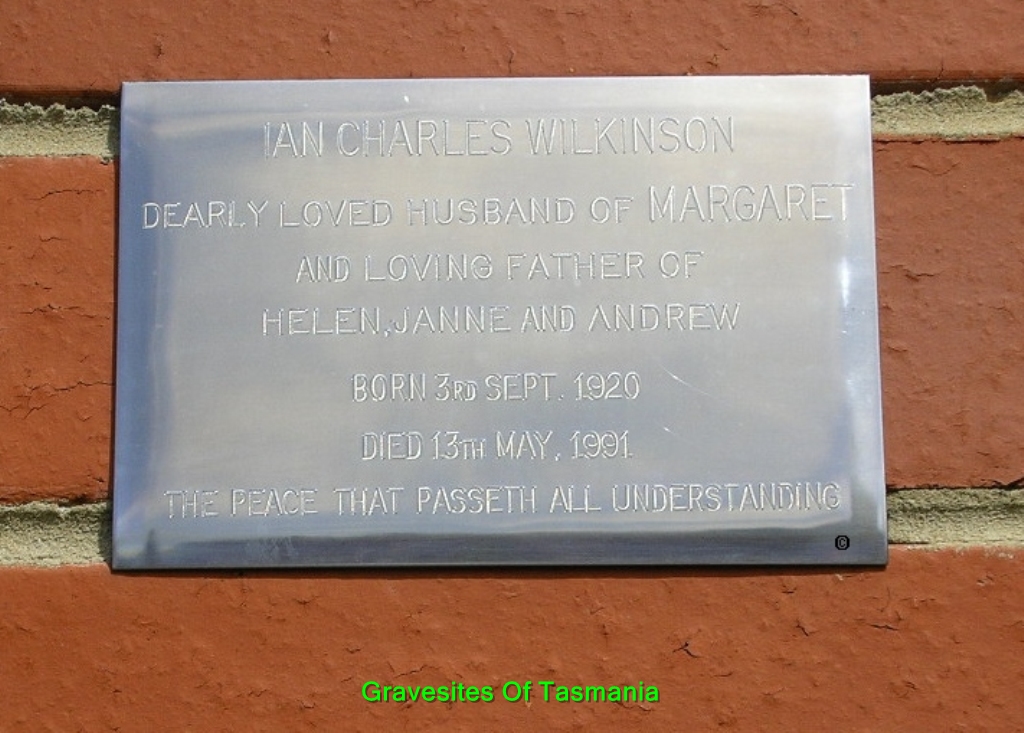 IAN CHARLES WILKINSON
DEARLY LOVED HUSBAND OF MARGARET
AND LOVING FATHER OF
HELEN, JANNE AND ANDREW
BORN 3RD SEPT. 1920
DIED 13TH MAY, 1991.
THE PEACE THAT PASSETH ALL UNDERSTANDING
©
Gravesites Of Tasmania